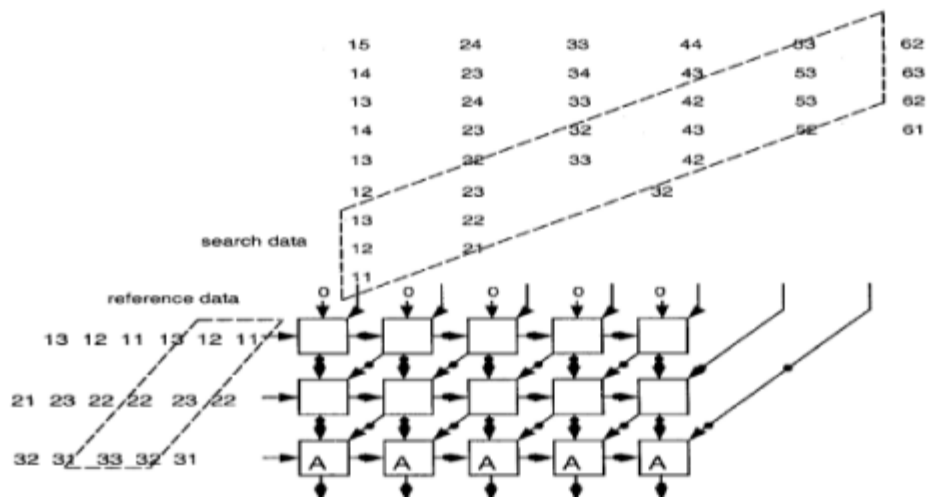 15 24 33 44 53 62
14 23 34 43 53 63
13 24 33 42 53 62
14 23 32 43 52 61
13 22 33 42
12 23 32
13 22
search data
12 21
11
reference data
0 0 0 0 0
13 12 11 13 12 11
21 23 22 22 23 22
32 31 33 32 31
A A A A A